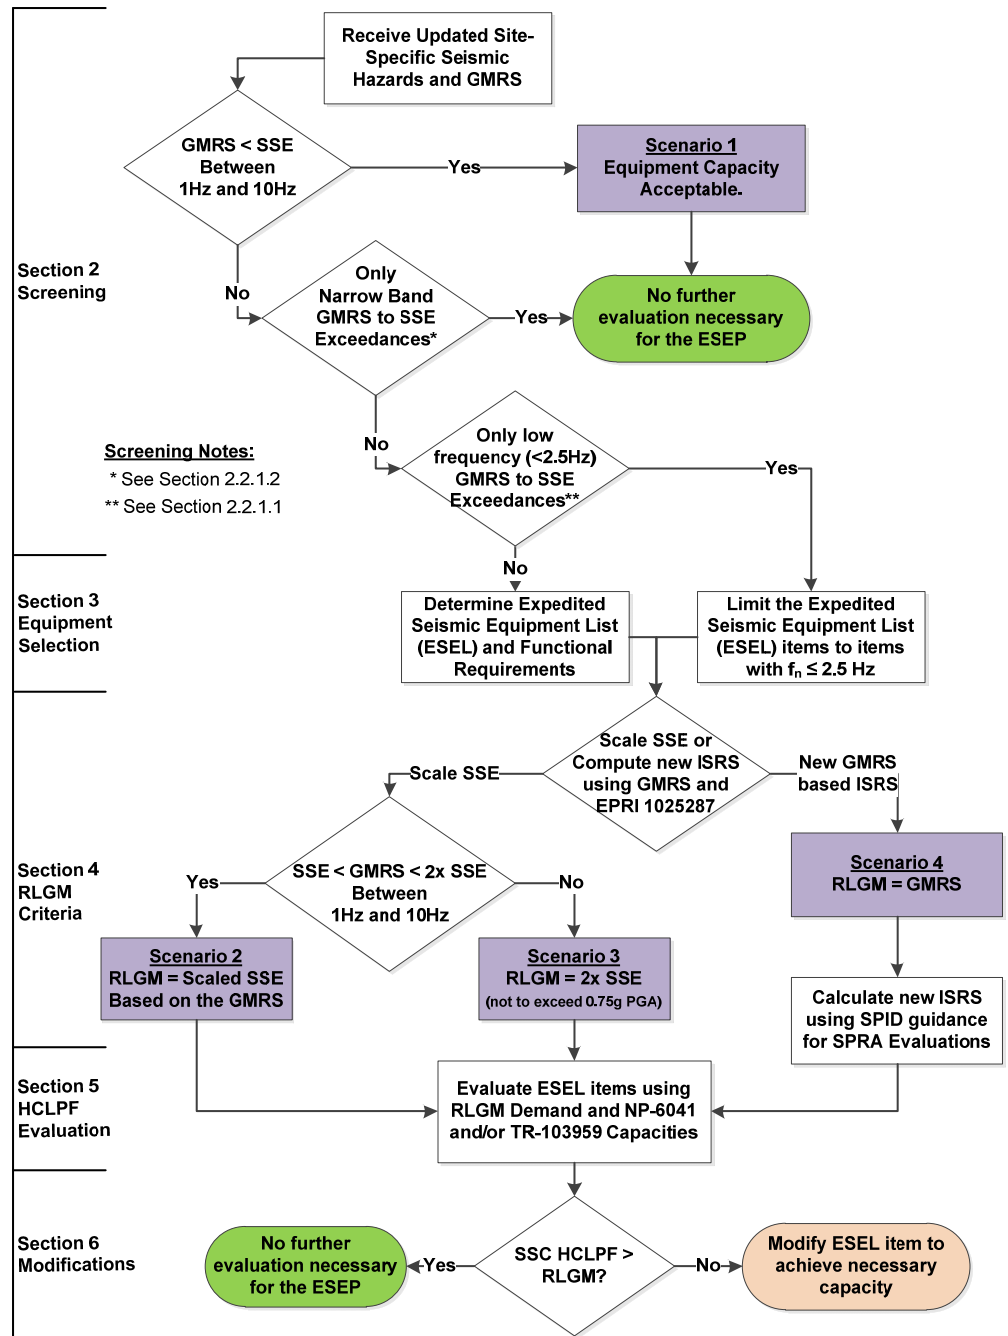 Receive Updated Site-
Specific Seismic
Hazards and GMRS
GMRS < SSE
Between
1Hz and 10Hz
Yes
Scenario 1
Equipment Capacity
Acceptable.
Section 2
Screening
No
Only
Narrow Band
GMRS to SSE
Exceedances*
Yes
No further
evaluation necessary
for the ESEP
No
Only low
frequency (<2.5Hz)
GMRS to SSE
Exceedances**
Yes
Screening Notes:
* See Section 2.2.1.2
** See Section 2.2.1.1
No
Section 3
Equipment
Selection
Determine Expedited
Seismic Equipment List
(ESEL) and Functional
Requirements
Limit the Expedited
Seismic Equipment List
(ESEL) items to items
with fn ≤ 2.5 Hz
Scale SSE or
Compute new ISRS
using GMRS and
EPRI 1025287
Scale SSE
New GMRS
based ISRS
Section 4
RLGM
Criteria
SSE < GMRS < 2x SSE
Between
1Hz and 10Hz
Yes
No
Scenario 4
RLGM = GMRS
Scenario 2
RLGM = Scaled SSE
Based on the GMRS
Scenario 3
RLGM = 2x SSE
(not to exceed 0.75g PGA)
Calculate new ISRS
using SPID guidance
for SPRA Evaluations
Section 5
HCLPF
Evaluation
Evaluate ESEL items using
RLGM Demand and NP-6041
and/or TR-103959 Capacities
Section 6
Modifications
No further
evaluation necessary
for the ESEP
Yes
SSC HCLPF >
RLGM?
No
Modify ESEL item to
achieve necessary
capacity